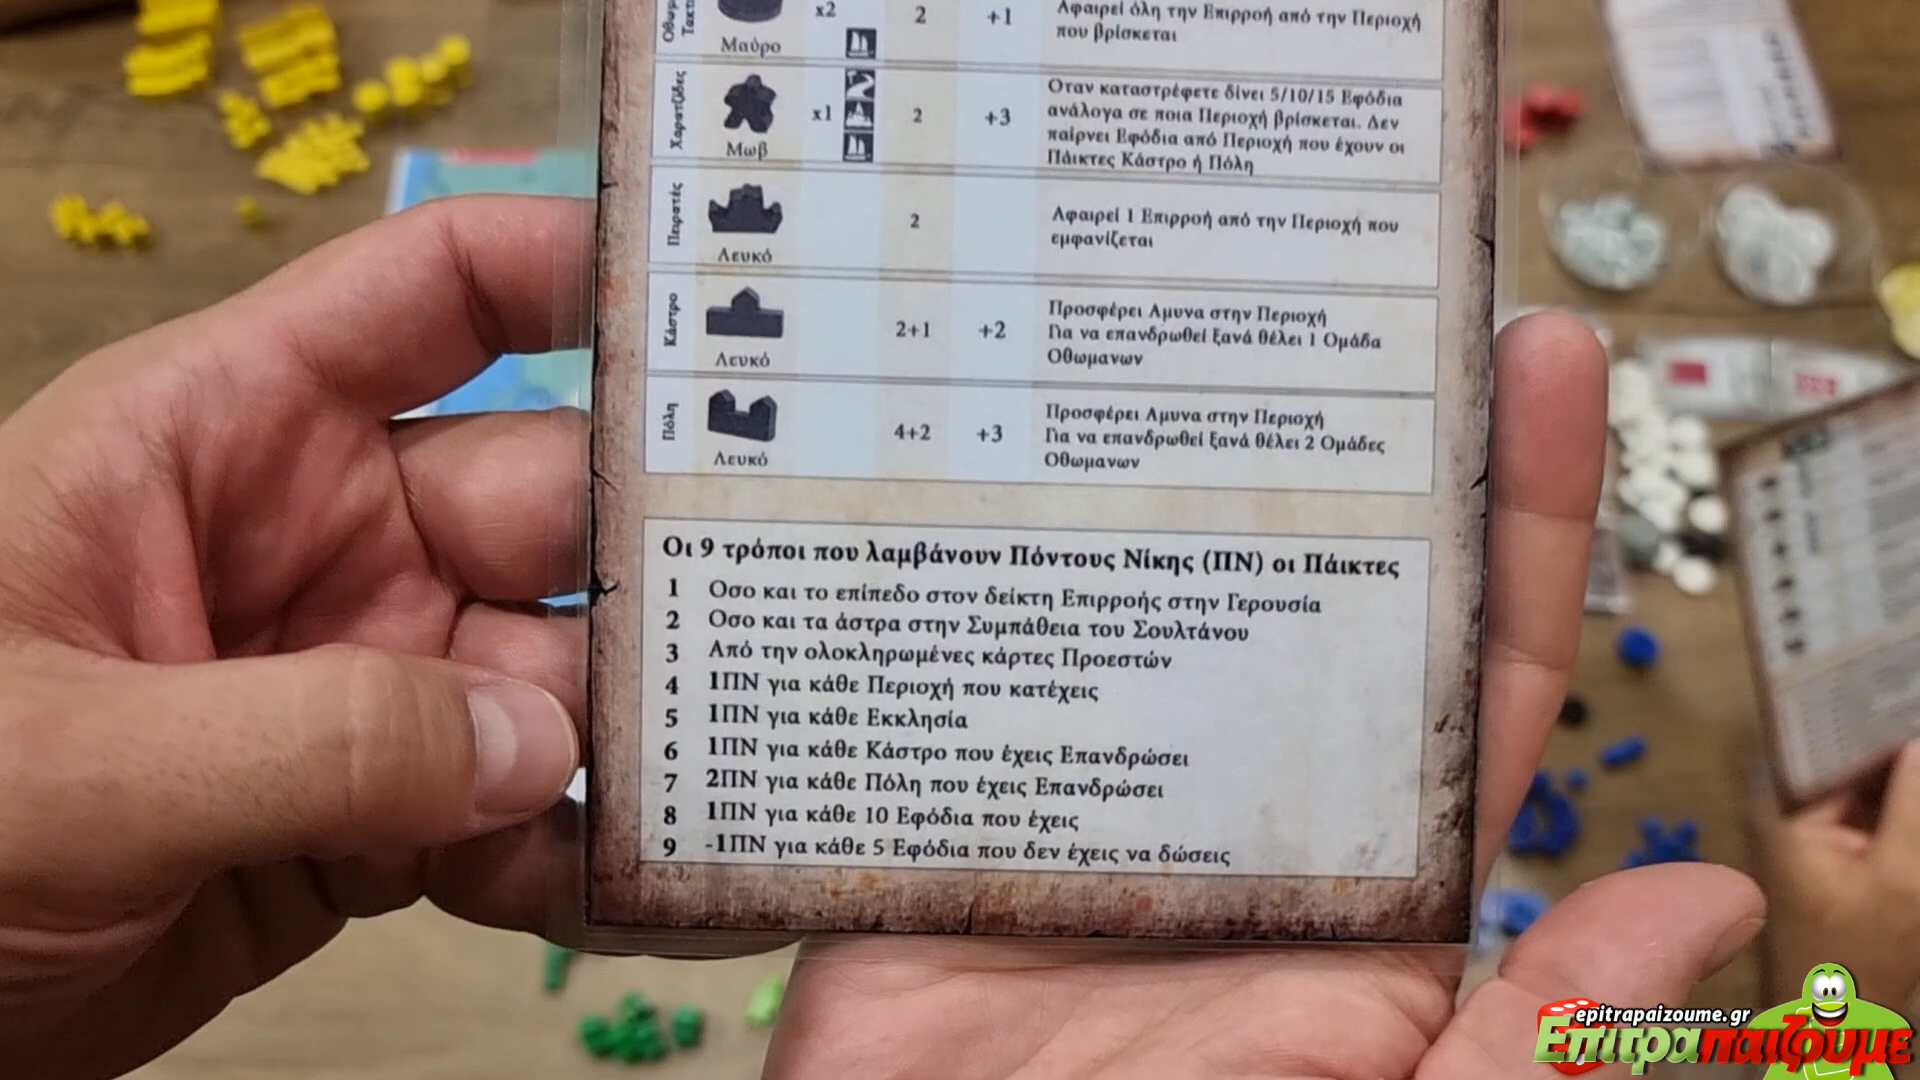 Μαύρο
x2
2
+1
Αφαιρεί όλη την Επιρροή από την Περιοχή
που βρίσκεται
Χαρατζήδες
Μωβ
x1
2
+3
Οταν καταστρέφετε δίνει 5/10/15 Εφόδια
ανάλογα σε ποια Περιοχή βρίσκεται. Δεν
παίρνει Εφόδια από Περιοχή που έχουν οι
Πάικτες Κάστρο ή Πόλη
Πειρατές
Λευκό
2
Αφαιρεί 1 Επιρροή από την Περιοχή που
εμφανίζεται
Κάστρο
Λευκό
2+1
+2
Προσφέρει Αμυνα στην Περιοχή
Για να επανδρωθεί ξανά θέλει 1 Ομάδα
Οθωμανων
Πόλη
Λευκό
4+2
+3
Προσφέρει Αμυνα στην Περιοχή
Για να επανδρωθεί ξανά θέλει 2 Ομάδες
Οθωμανων
Οι 9 τρόποι που λαμβάνουν Πόντους Νίκης (ΠΝ) οι Πάικτες
1 Οσο και το επίπεδο στον δείκτη Επιρροής στην Γερουσία
2 Οσο και τα άστρα στην Συμπάθεια του Σουλτάνου
3 Από την ολοκληρωμένες κάρτες Προεστών
4 1ΠΝ για κάθε Περιοχή που κατέχεις
5 1ΠΝ για κάθε Εκκλησία
6 1ΠΝ για κάθε Κάστρο που έχεις Επανδρώσει
7 2ΠΝ για κάθε Πόλη που έχεις Επανδρώσει
8 1ΠΝ για κάθε 10 Εφόδια που έχεις
9 -1ΠΝ για κάθε 5 Εφόδια που δεν έχεις να δώσεις
epitrapaizoume.gr
Επιτραπαιζουμε